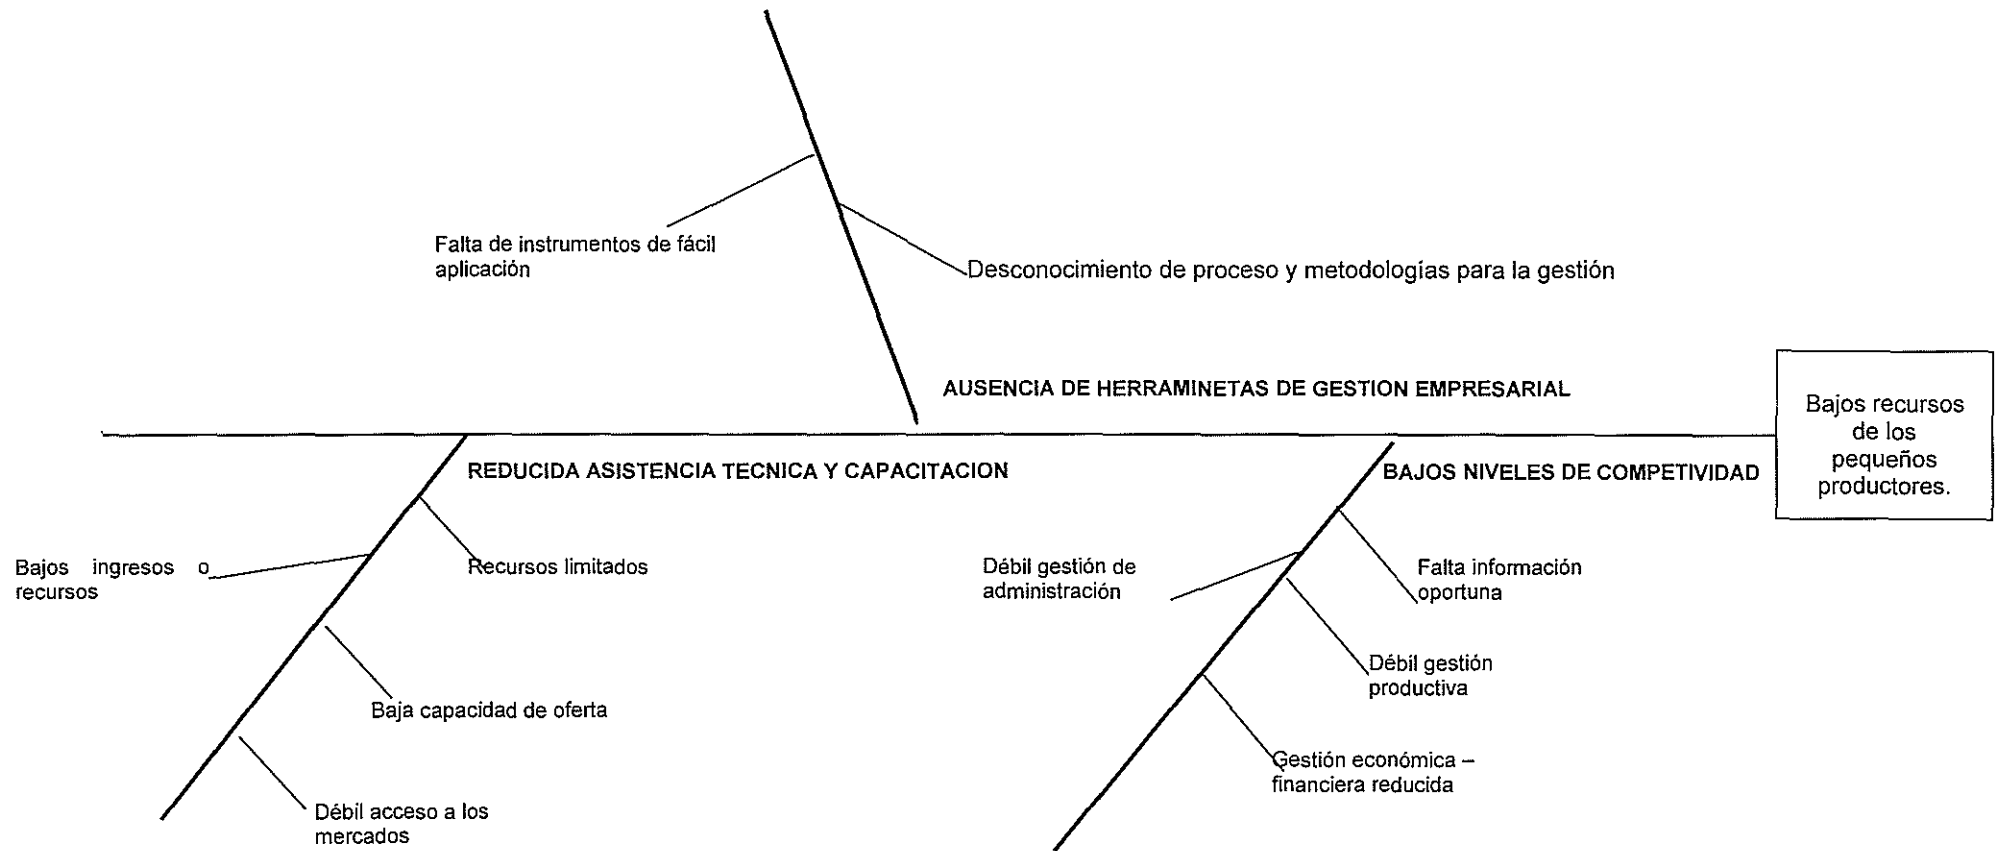 Falta de instrumentos de fácil
aplicación
Desconocimiento de proceso y metodologías para la gestión
AUSENCIA DE HERRAMINETAS DE GESTION EMPRESARIAL
Bajos recursos
de los
pequeños
productores.
REDUCIDA ASISTENCIA TECNICA Y CAPACITACION
BAJOS NIVELES DE COMPETIVIDAD
Bajos ingresos o
recursos
Recursos limitados
Débil gestión de
administración
Falta información
oportuna
Débil gestión
productiva
Baja capacidad de oferta
Gestión económica –
financiera reducida
Débil acceso a los
mercados